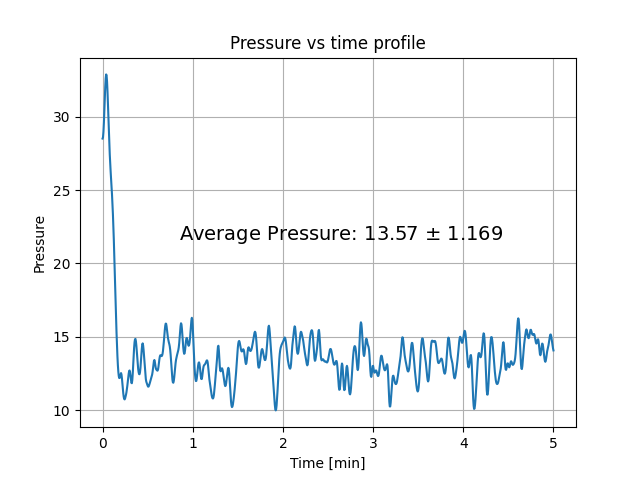 Pressure vs time profile
30
25
20
15
10
Pressure
Average Pressure: 13.57 ± 1.169
0 1 2 3 4 5
Time [min]